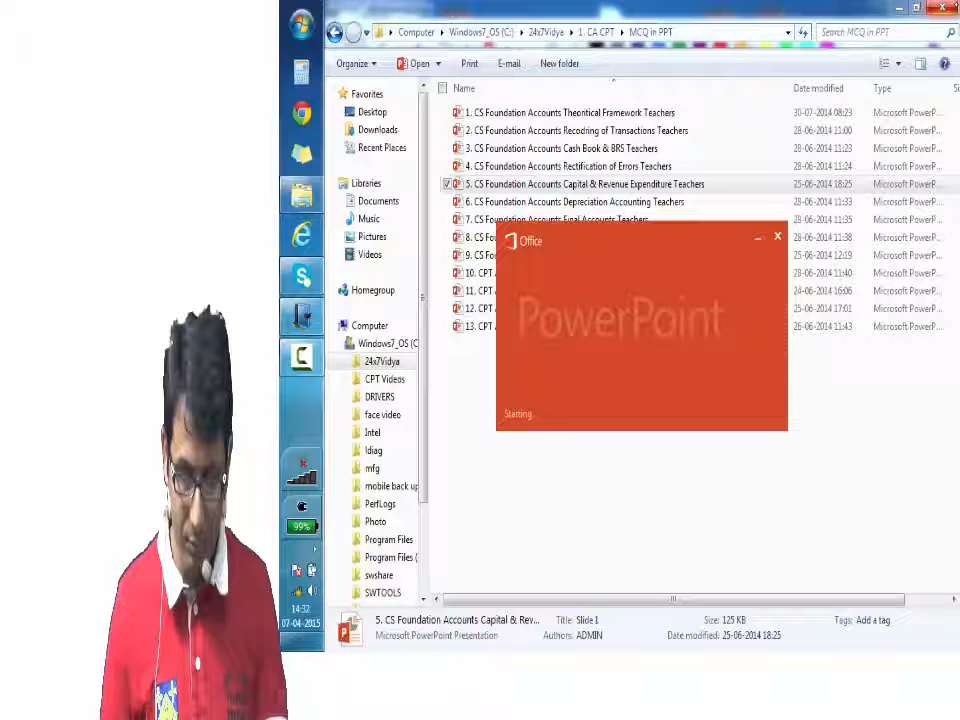 Computer Windows7_OS (C:) 24x7Vidya 1. CA CPT MCQ in PPT
Search MCQ in PPT
Organize Open Print E-mail New folder
Name Date modified Type
Favorites
Desktop
Downloads
Recent Places
Libraries
Documents
Music
Pictures
Videos
Homegroup
Computer
Windows7_OS (C
24x7Vidya
CPT Videos
DRIVERS
face video
Intel
ldiag
mfg
mobile back up
PerfLogs
Photo
Program Files
Program Files (
swshare
SWTOOLS
1. CS Foundation Accounts Theoritical Framework Teachers 30-07-2014 08:23 Microsoft PowerP...
2. CS Foundation Accounts Recodring of Transactions Teachers 28-06-2014 11:00 Microsoft PowerP...
3. CS Foundation Accounts Cash Book & BRS Teachers 28-06-2014 11:23 Microsoft PowerP...
4. CS Foundation Accounts Rectification of Errors Teachers 28-06-2014 11:24 Microsoft PowerP...
5. CS Foundation Accounts Capital & Revenue Expenditure Teachers 25-06-2014 18:25 Microsoft PowerP...
6. CS Foundation Accounts Depreciation Accounting Teachers 28-06-2014 11:33 Microsoft PowerP...
7. CS Foundation Accounts Final Accounts Teachers 28-06-2014 11:35 Microsoft PowerP...
8. CS Fo 28-06-2014 11:38 Microsoft PowerP...
9. CS Fo 25-06-2014 12:19 Microsoft PowerP...
10. CPT 28-06-2014 11:40 Microsoft PowerP...
11. CPT 24-06-2014 16:06 Microsoft PowerP...
12. CPT 25-06-2014 17:01 Microsoft PowerP...
13. CPT 26-06-2014 11:43 Microsoft PowerP...
Office
PowerPoint
Starting
99%
14:32
07-04-2015
5. CS Foundation Accounts Capital & Rev... Title: Slide 1 Size: 125 KB Tags: Add a tag
Microsoft PowerPoint Presentation Authors: ADMIN Date modified: 25-06-2014 18:25